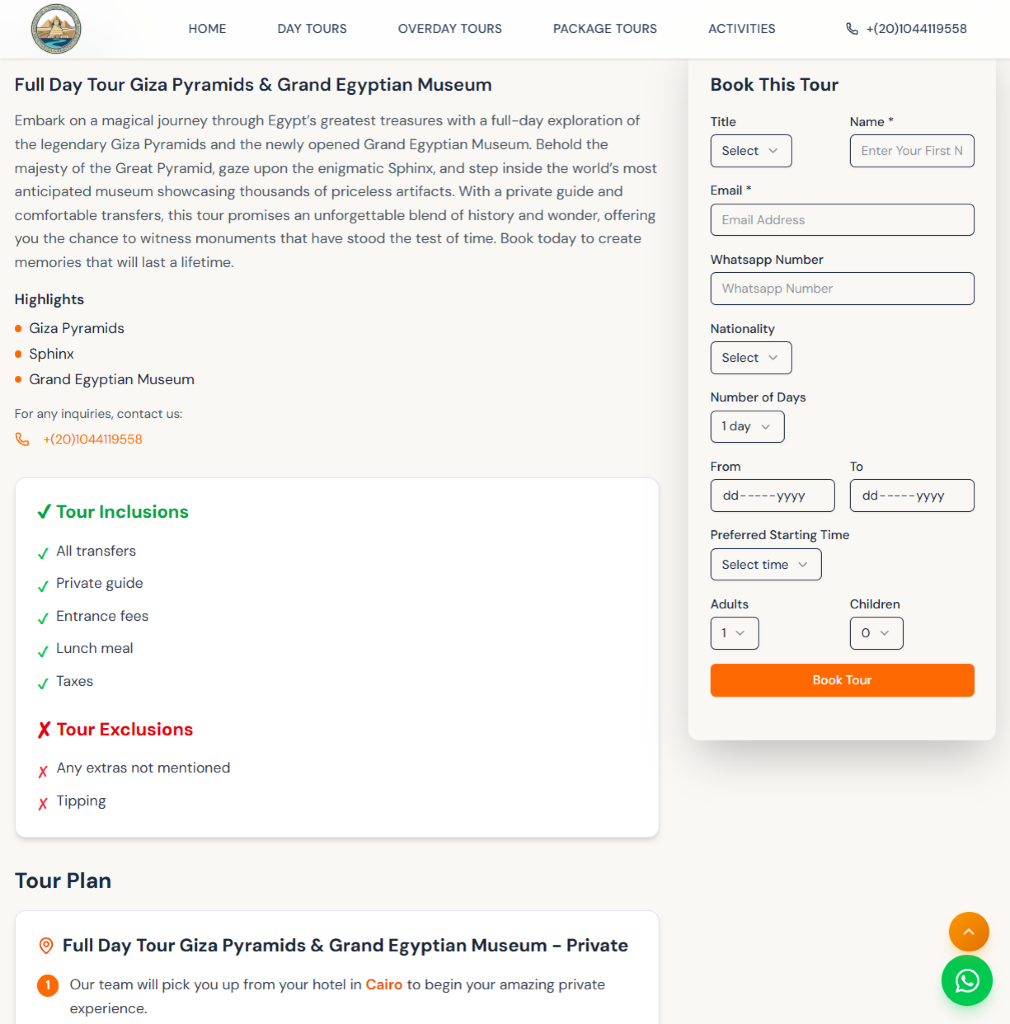 HOME
DAY TOURS
OVERDAY TOURS
PACKAGE TOURS
ACTIVITIES
+(20)1044119558
Full Day Tour Giza Pyramids & Grand Egyptian Museum
Embark on a magical journey through Egypt’s greatest treasures with a full-day exploration of
the legendary Giza Pyramids and the newly opened Grand Egyptian Museum. Behold the
majesty of the Great Pyramid, gaze upon the enigmatic Sphinx, and step inside the world’s most
anticipated museum showcasing thousands of priceless artifacts. With a private guide and
comfortable transfers, this tour promises an unforgettable blend of history and wonder, offering
you the chance to witness monuments that have stood the test of time. Book today to create
memories that will last a lifetime.
Highlights
Giza Pyramids
Sphinx
Grand Egyptian Museum
For any inquiries, contact us:
+(20)1044119558
✓ Tour Inclusions
✓ All transfers
✓ Private guide
✓ Entrance fees
✓ Lunch meal
✓ Taxes
✗ Tour Exclusions
✗ Any extras not mentioned
✗ Tipping
Tour Plan
Full Day Tour Giza Pyramids & Grand Egyptian Museum - Private
1 Our team will pick you up from your hotel in Cairo to begin your amazing private
experience.
Book This Tour
Title
Select
Name *
Enter Your First N
Email *
Email Address
Whatsapp Number
Whatsapp Number
Nationality
Select
Number of Days
1 day
From
dd-----yyyy
To
dd-----yyyy
Preferred Starting Time
Select time
Adults
1
Children
0
Book Tour